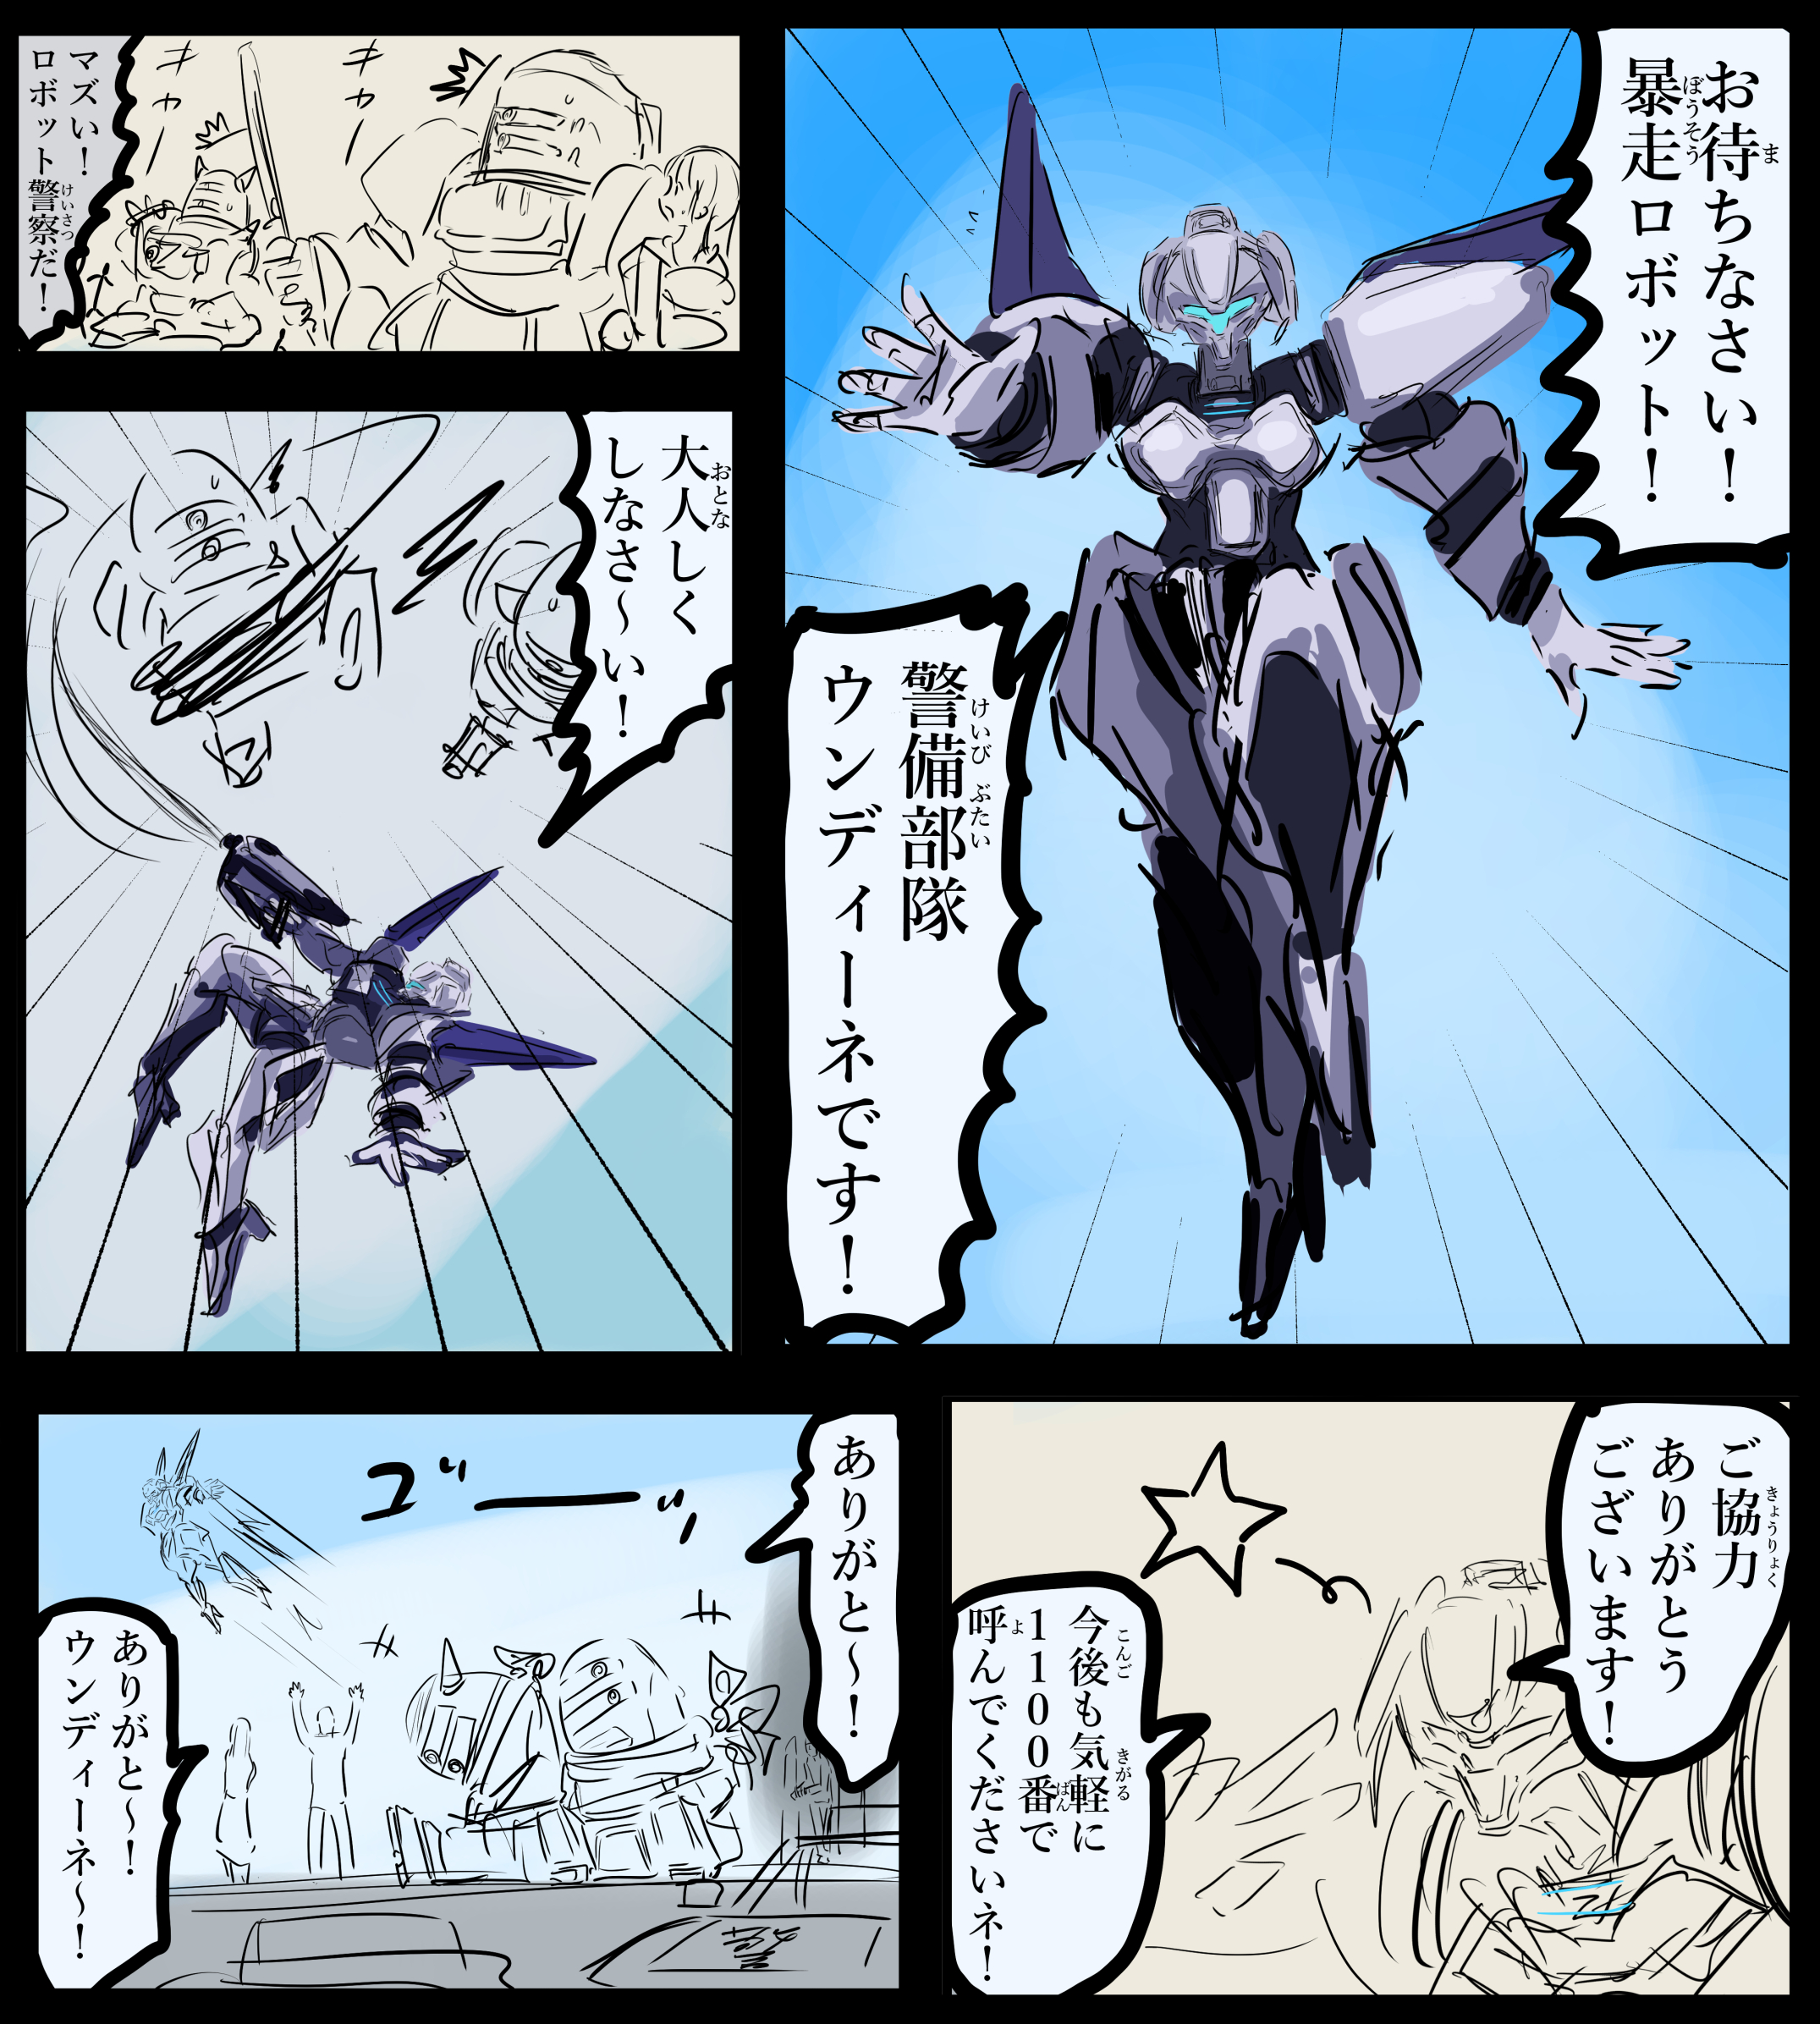 お待ちなさい！
暴走ロボット！
警備部隊
ウンディーネです！
キャー
キャー
マズい！
ロボット警察だ！
大人しく
しなさ〜い！
ご協力
ありがとう
ございます！
今後も気軽に
1100番で
呼んでくださいネ！
ありがと〜！
ゴーッ
ありがと〜！
ウンディーネ〜！